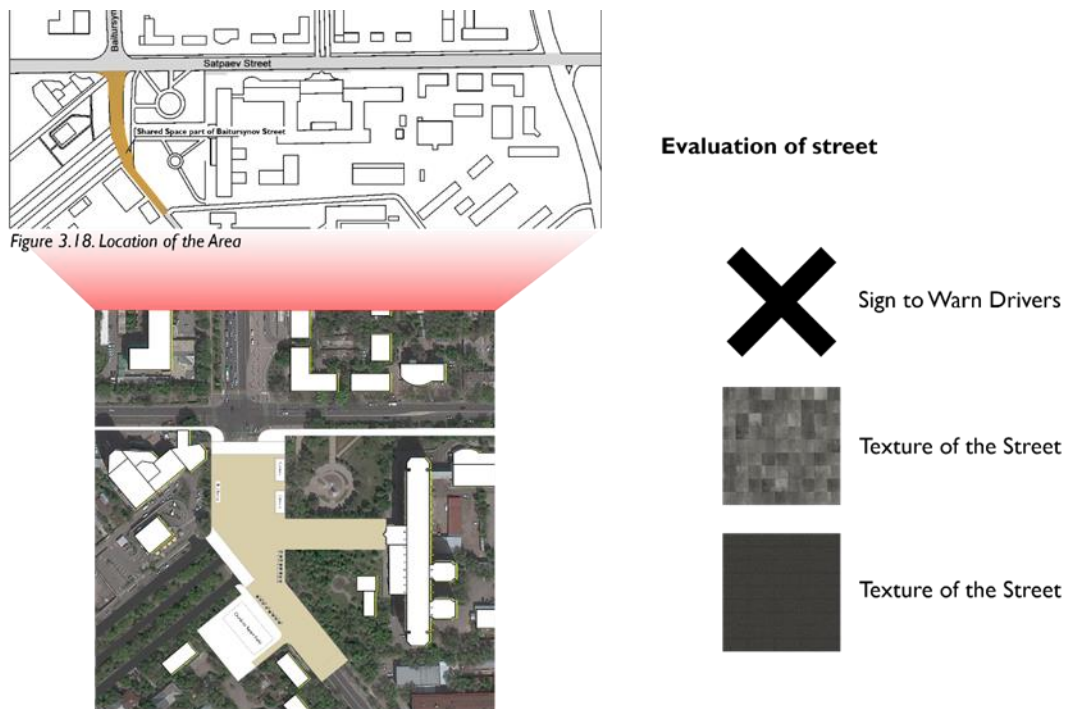 Baitursyn
Satpaev Street
Shared Space part of Baitursynov Street
Figure 3.18. Location of the Area
Evaluation of street
Sign to Warn Drivers
Texture of the Street
Texture of the Street